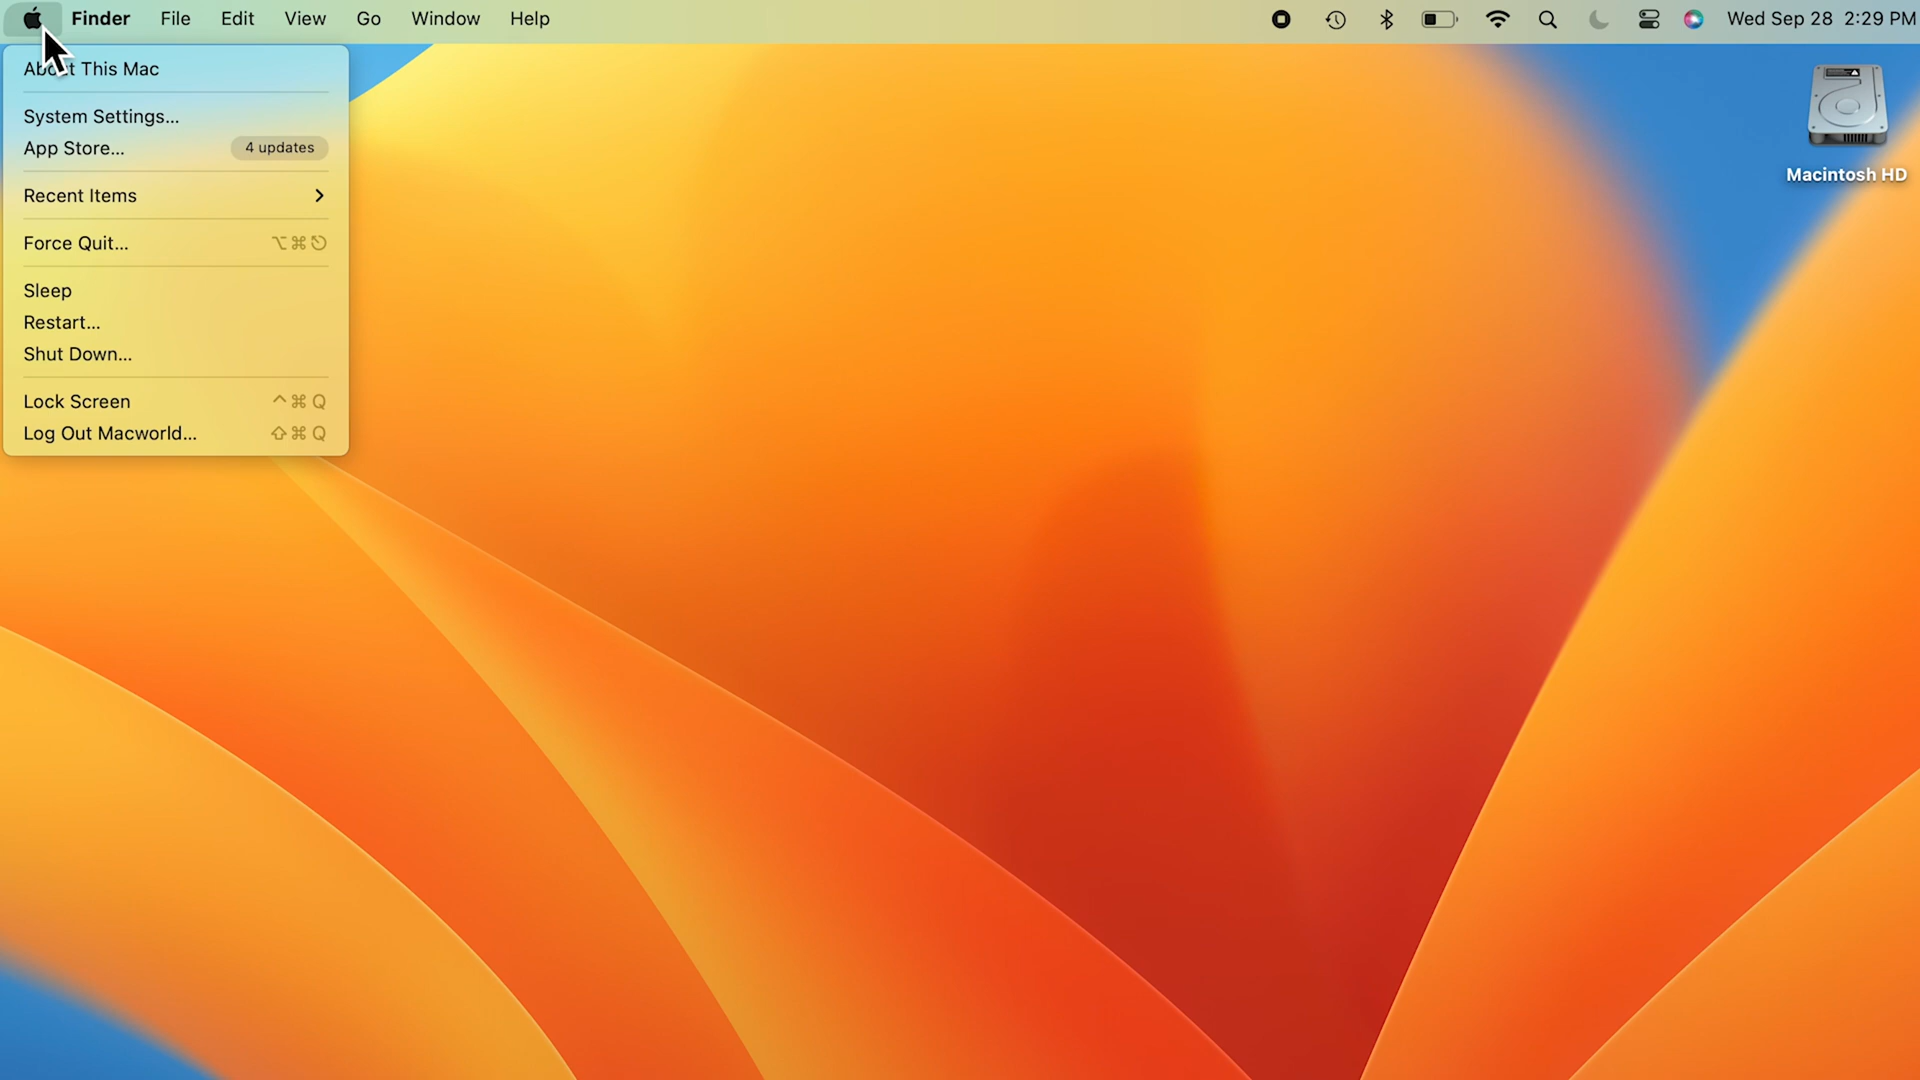 Finder File Edit View Go Window Help Wed Sep 28 2:29 PM
About This Mac
System Settings...
App Store... 4 updates
Recent Items
Force Quit... ⌥⌘⎋
Sleep
Restart...
Shut Down...
Lock Screen ^⌘Q
Log Out Macworld... ⇧⌘Q
Macintosh HD